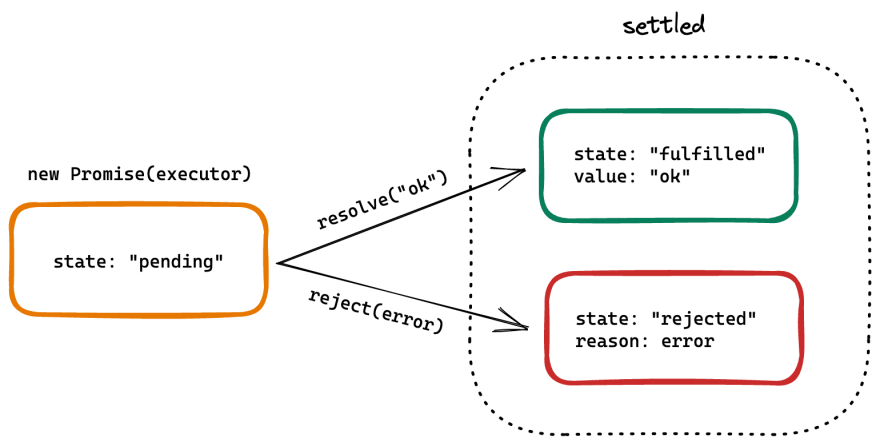 settled
new Promise(executor)
state: "pending"
resolve("ok")
reject(error)
state: "fulfilled"
value: "ok"
state: "rejected"
reason: error